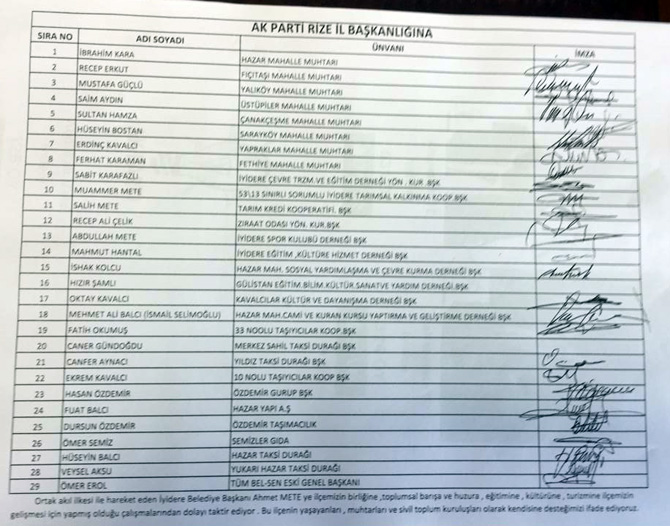 AK PARTİ RİZE İL BAŞKANLIĞINA
SIRA NO ADI SOYADI ÜNVANI İMZA
1 İBRAHİM KARA HAZAR MAHALLE MUHTARI
2 RECEP ERKUT FIÇITAŞI MAHALLE MUHTARI
3 MUSTAFA GÜÇLÜ YALIKÖY MAHALLE MUHTARI
4 SAİM AYDIN ÜSTÜPİLER MAHALLE MUHTARI
5 SULTAN HAMZA ÇANAKÇEŞME MAHALLE MUHTARI
6 HÜSEYİN BOSTAN SARAYKÖY MAHALLE MUHTARI
7 ERDİNÇ KAVALCI YAPRAKLAR MAHALLE MUHTARI
8 FERHAT KARAMAN FETHİYE MAHALLE MUHTARI
9 SABİT KARAFAZLI İYİDERE ÇEVRE TRZM.VE EĞİTİM DERNEĞİ YÖN . KUR .BŞK
10 MUAMMER METE 53\13 SINIRLI SORUMLU İYİDERE TARIMSAL KALKINMA KOOP.BŞK
11 SALİH METE TARIM KREDİ KOOPERATİFİ. BŞK
12 RECEP ALİ ÇELİK ZIRAAT ODASI YÖN. KUR.BŞK
13 ABDULLAH METE İYİDERE SPOR KULUBÜ DERNEĞİ BŞK
14 MAHMUT HANTAL İYİDERE EĞİTİM ,KÜLTÜRE HİZMET DERNEĞİ BŞK
15 İSHAK KOLCU HAZAR MAH. SOSYAL YARDIMLAŞMA VE ÇEVRE KURMA DERNEĞİ BŞK
16 HIZIR ŞAMLI GÜLİSTAN EĞİTİM.BİLİM KÜLTÜR SANATVE YARDIM DERNEĞİ.BŞK
17 OKTAY KAVALCI KAVALCILAR KÜLTÜR VE DAYANIŞMA DERNEĞİ BŞK
18 MEHMET ALİ BALCI (İSMAİL SELİMOĞLU) HAZAR MAH.CAMİ VE KURAN KURSU YAPTIRMA VE GELİŞTİRME DERNEĞİ BŞK
19 FATİH OKUMUŞ 33 NOOLU TAŞIYICILAR KOOP.BŞK
20 CANER GÜNDOĞDU MERKEZ SAHİL TAKSİ DURAĞI BŞK
21 CANFER AYNACI YILDIZ TAKSİ DURAĞI BŞK
22 EKREM KAVALCI 10 NOLU TAŞIYICILAR KOOP BŞK
23 HASAN ÖZDEMİR ÖZDEMİR GURUP BŞK
24 FUAT BALCI HAZAR YAPI A.Ş
25 DURSUN ÖZDEMİR ÖZDEMİR TAŞIMACILIK
26 ÖMER SEMİZ SEMİZLER GIDA
27 HÜSEYİN BALCI HAZAR TAKSİ DURAĞI
28 VEYSEL AKSU YUKARI HAZAR TAKSİ DURAĞI
29 ÖMER EROL TÜM BEL-SEN ESKİ GENEL BAŞKANI
Ortak akıl ilkesi ile hareket eden İyidere Belediye Başkanı Ahmet METE ye ilçemizin birliğine ,toplumsal barışa ve huzura , eğitimine , kültürüne , turizmine ilçemizin
gelişmesi için yapmış olduğu çalışmalarından dolayı taktir ediyor . Bu ilçenin yaşayanları , muhtarları ve sivil toplum kuruluşları olarak kendisine desteğimizi ifade ediyoruz.